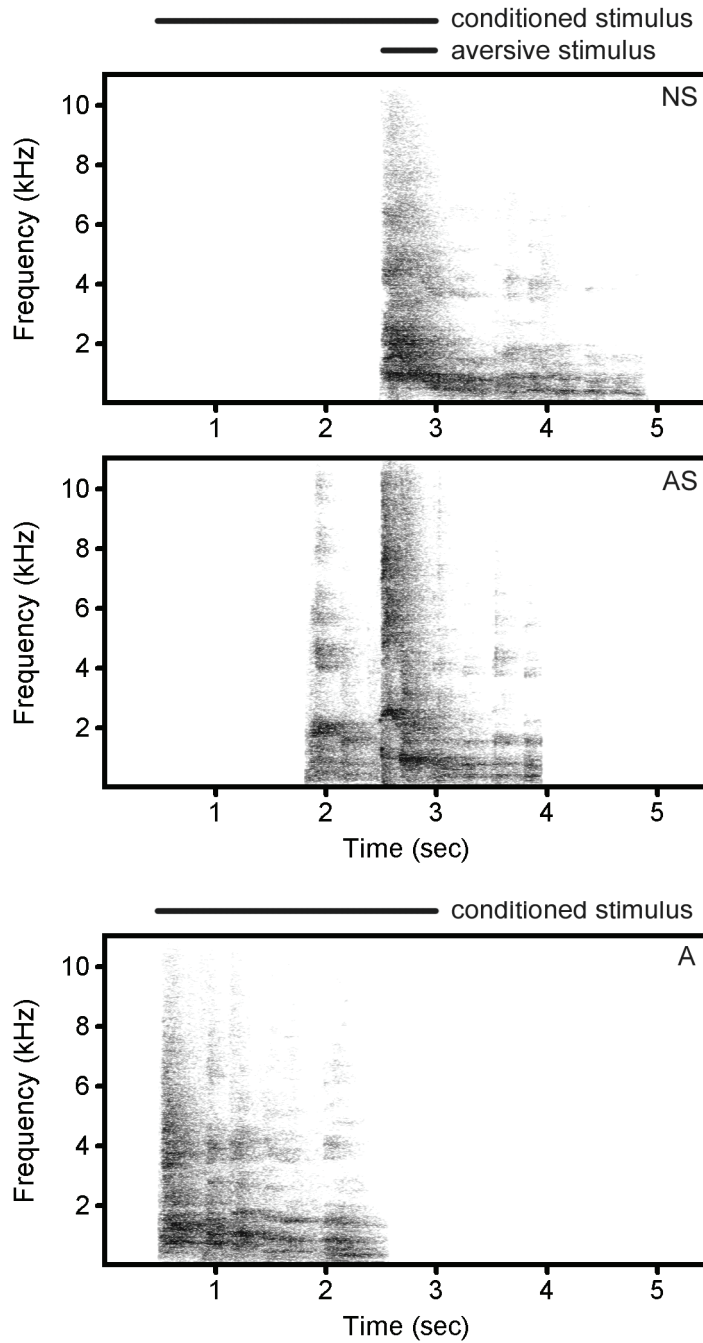 conditioned stimulus
aversive stimulus
NS
Frequency (kHz)
10
8
6
4
2
1 2 3 4 5
AS
Frequency (kHz)
10
8
6
4
2
1 2 3 4 5
Time (sec)
conditioned stimulus
A
Frequency (kHz)
10
8
6
4
2
1 2 3 4 5
Time (sec)